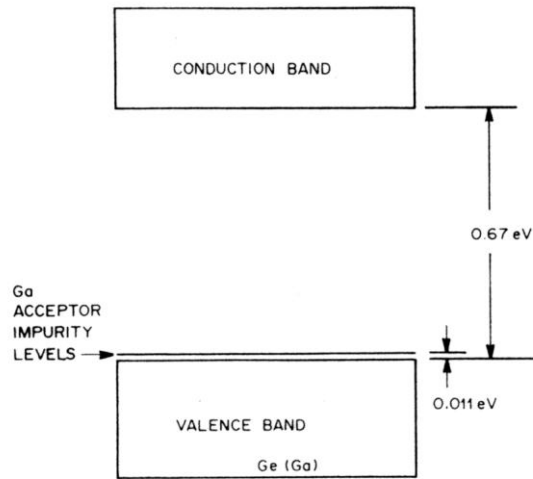 CONDUCTION BAND
0.67 eV
Ga
ACCEPTOR
IMPURITY
LEVELS
0.011 eV
VALENCE BAND
Ge (Ga)